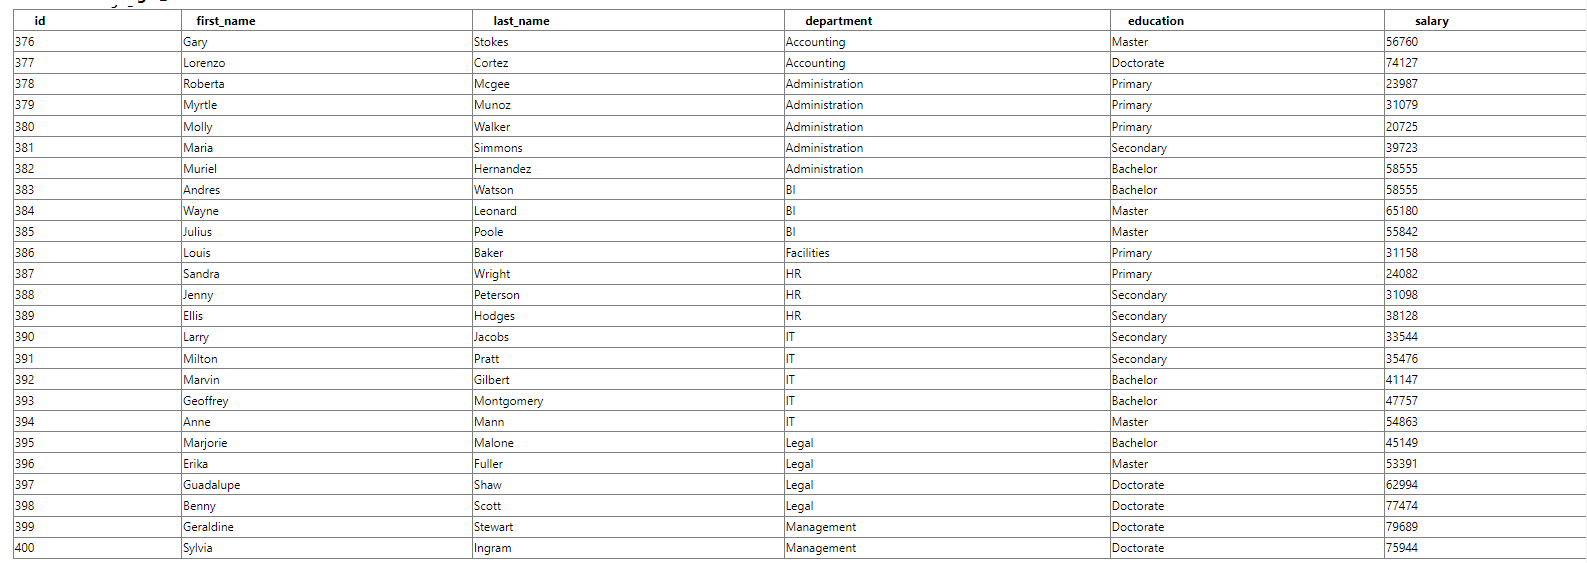 id first_name last_name department education salary
376 Gary Stokes Accounting Master 56760
377 Lorenzo Cortez Accounting Doctorate 74127
378 Roberta Mcgee Administration Primary 23987
379 Myrtle Munoz Administration Primary 31079
380 Molly Walker Administration Primary 20725
381 Maria Simmons Administration Secondary 39723
382 Muriel Hernandez Administration Bachelor 58555
383 Andres Watson BI Bachelor 58555
384 Wayne Leonard BI Master 65180
385 Julius Poole BI Master 55842
386 Louis Baker Facilities Primary 31158
387 Sandra Wright HR Primary 24082
388 Jenny Peterson HR Secondary 31098
389 Ellis Hodges HR Secondary 38128
390 Larry Jacobs IT Secondary 33544
391 Milton Pratt IT Secondary 35476
392 Marvin Gilbert IT Bachelor 41147
393 Geoffrey Montgomery IT Bachelor 47757
394 Anne Mann IT Master 54863
395 Marjorie Malone Legal Bachelor 45149
396 Erika Fuller Legal Master 53391
397 Guadalupe Shaw Legal Doctorate 62994
398 Benny Scott Legal Doctorate 77474
399 Geraldine Stewart Management Doctorate 79689
400 Sylvia Ingram Management Doctorate 75944